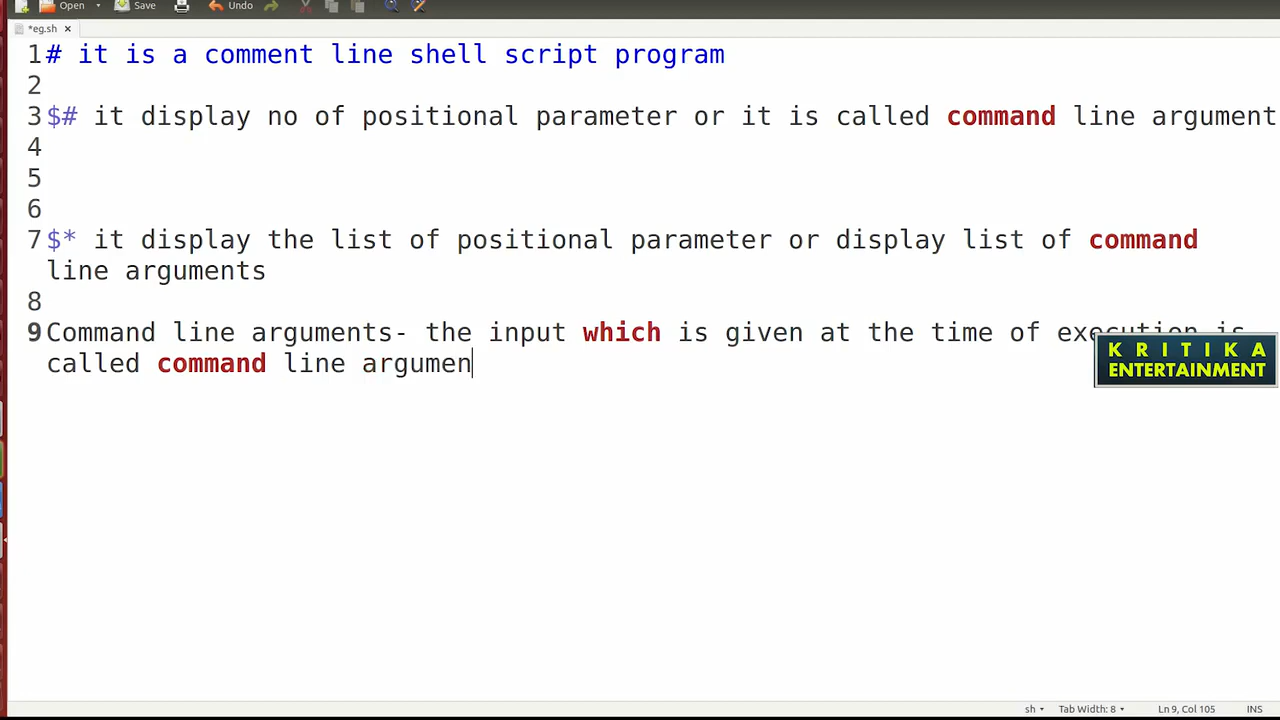 Open Save Undo
*eg.sh ×
1# it is a comment line shell script program
2
3$# it display no of positional parameter or it is called command line argument
4
5
6
7$* it display the list of positional parameter or display list of command
line arguments
8
9Command line arguments- the input which is given at the time of execution is
called command line argumen
KRITIKA
ENTERTAINMENT
sh Tab Width: 8 Ln 9, Col 105 INS